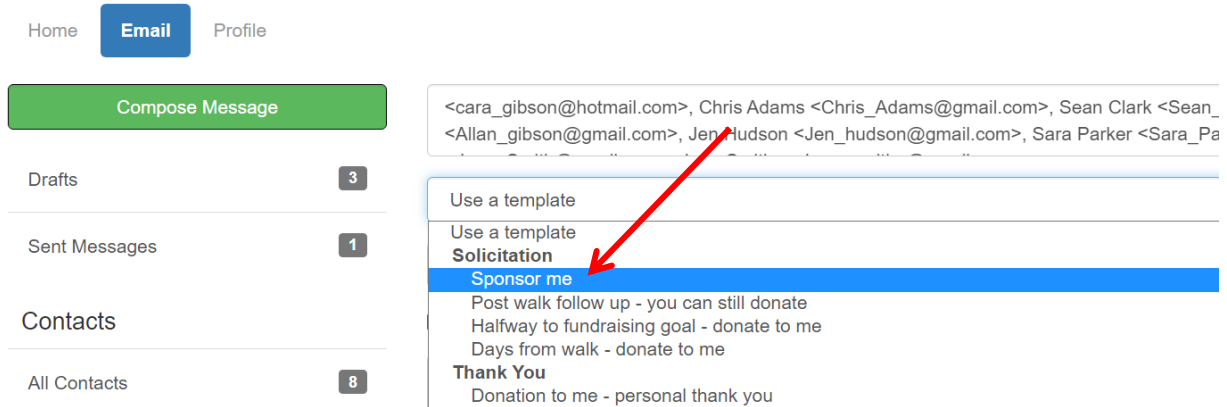 Home Email Profile
Compose Message
<cara_gibson@hotmail.com>, Chris Adams <Chris_Adams@gmail.com>, Sean Clark <Sean_
<Allan_gibson@gmail.com>, Jen Hudson <Jen_hudson@gmail.com>, Sara Parker <Sara_Pa
Drafts 3
Use a template
Use a template
Sent Messages 1
Solicitation
Sponsor me
Post walk follow up - you can still donate
Contacts
Halfway to fundraising goal - donate to me
Days from walk - donate to me
Thank You
All Contacts 8
Donation to me - personal thank you